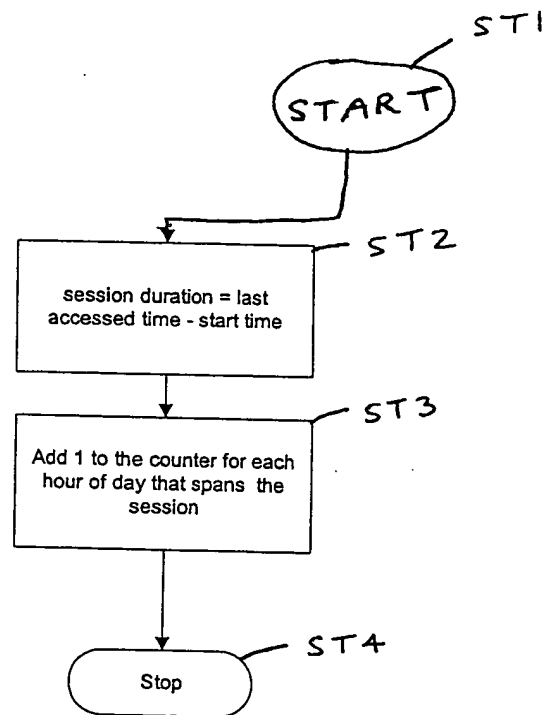 ST1
START
ST2
session duration = last
accessed time - start time
ST3
Add 1 to the counter for each
hour of day that spans the
session
ST4
Stop